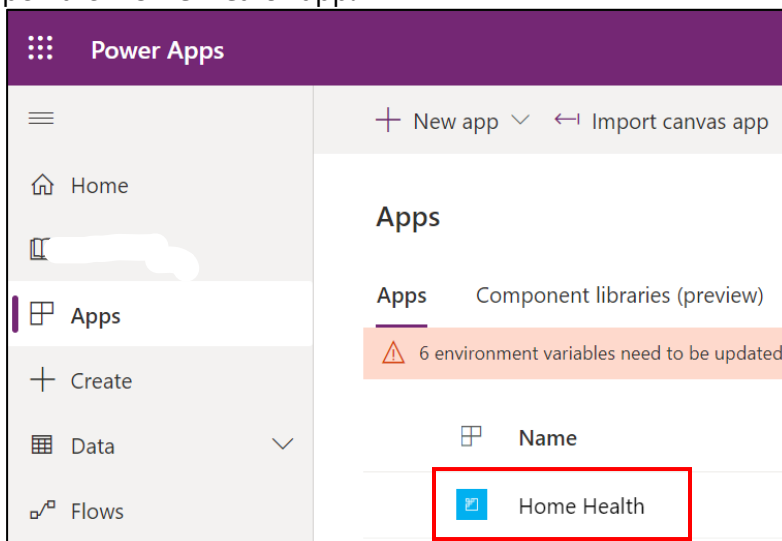 Power Apps
New app
Import canvas app
Home
Apps
Apps
Apps
Component libraries (preview)
6 environment variables need to be updated
Create
Data
Name
Flows
Home Health